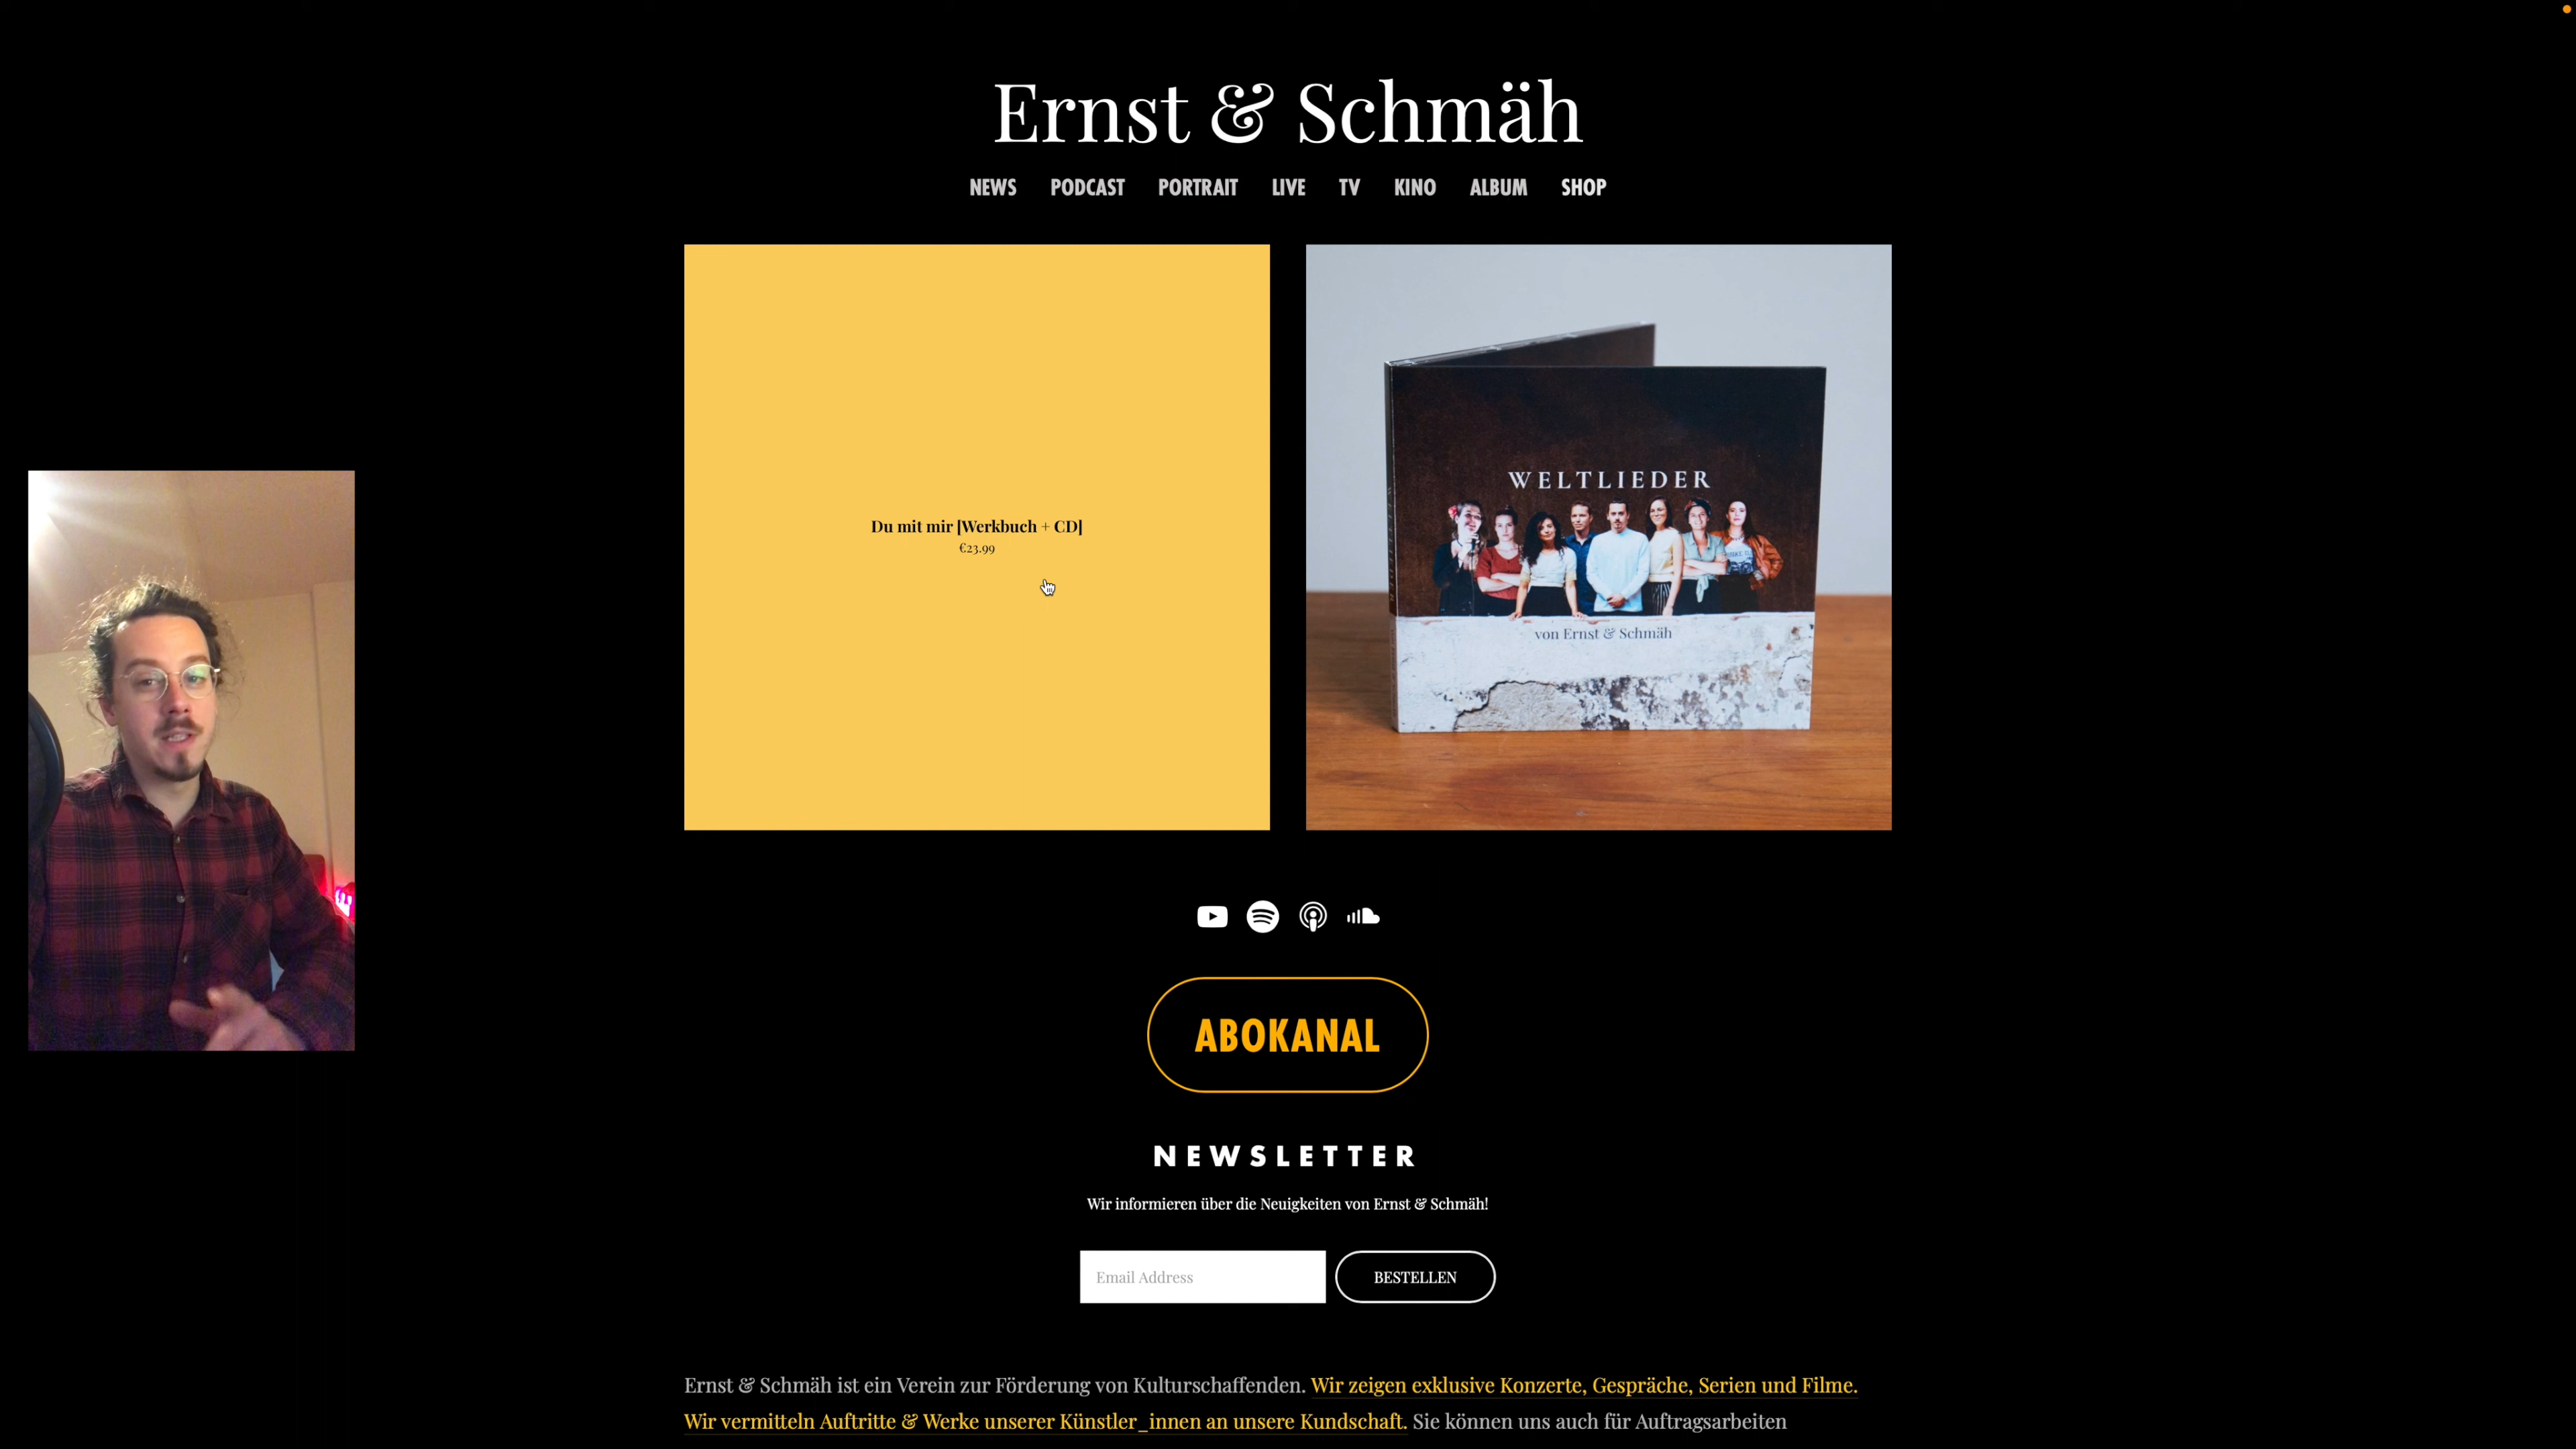 Ernst & Schmäh
NEWS PODCAST PORTRAIT LIVE TV KINO ALBUM SHOP
Du mit mir [Werkbuch + CD]
€23.99
WELTLIEDER
von Ernst & Schmäh
ABOKANAL
NEWSLETTER
Wir informieren über die Neuigkeiten von Ernst & Schmäh!
Email Address
BESTELLEN
Ernst & Schmäh ist ein Verein zur Förderung von Kulturschaffenden. Wir zeigen exklusive Konzerte, Gespräche, Serien und Filme.
Wir vermitteln Auftritte & Werke unserer Künstler_innen an unsere Kundschaft. Sie können uns auch für Auftragsarbeiten